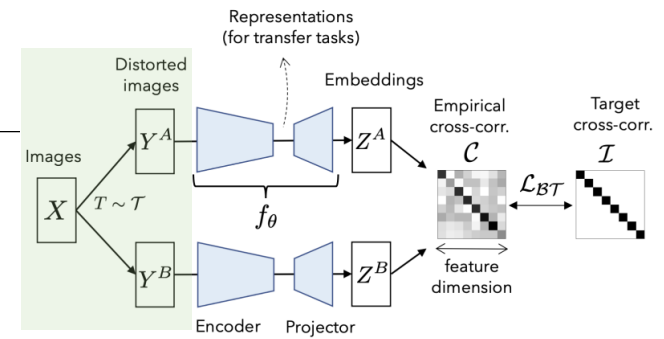 Representations
(for transfer tasks)
Distorted
images
Embeddings
Empirical
cross-corr.
Target
cross-corr.
Images
Y^A
Z^A
C
I
X
T ~ T
f_θ
L_BT
Y^B
Z^B
feature
dimension
Encoder
Projector